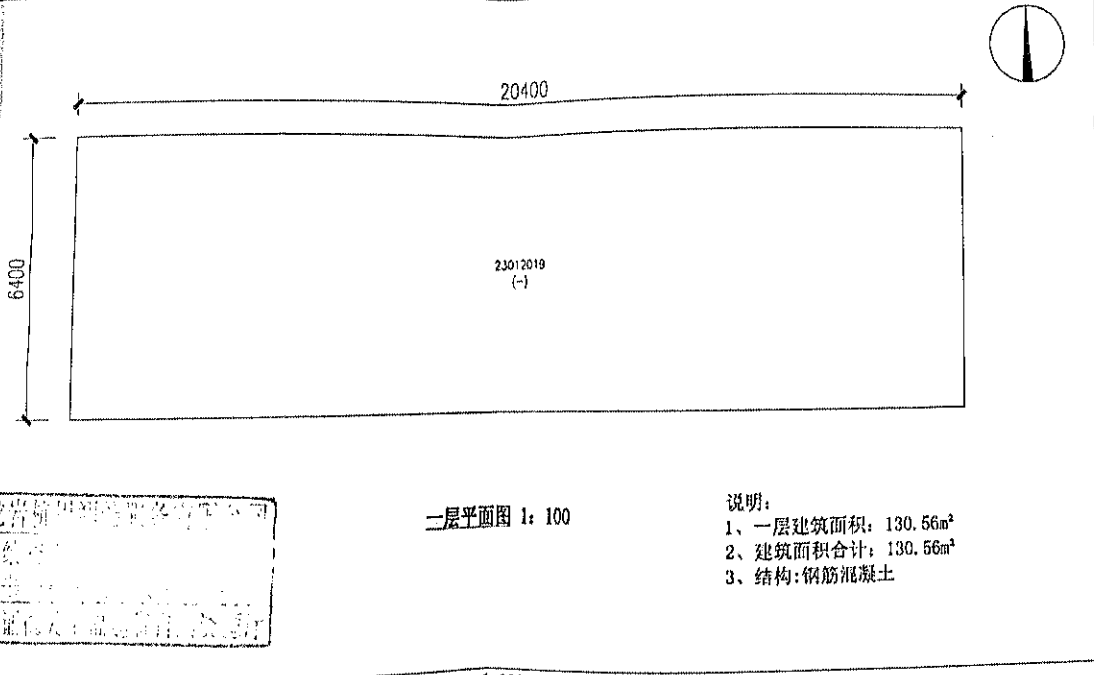 20400
6400
23012019
(-)
一层平面图 1: 100
说明:
1、一层建筑面积: 130.56m²
2、建筑面积合计: 130.56m²
3、结构:钢筋混凝土